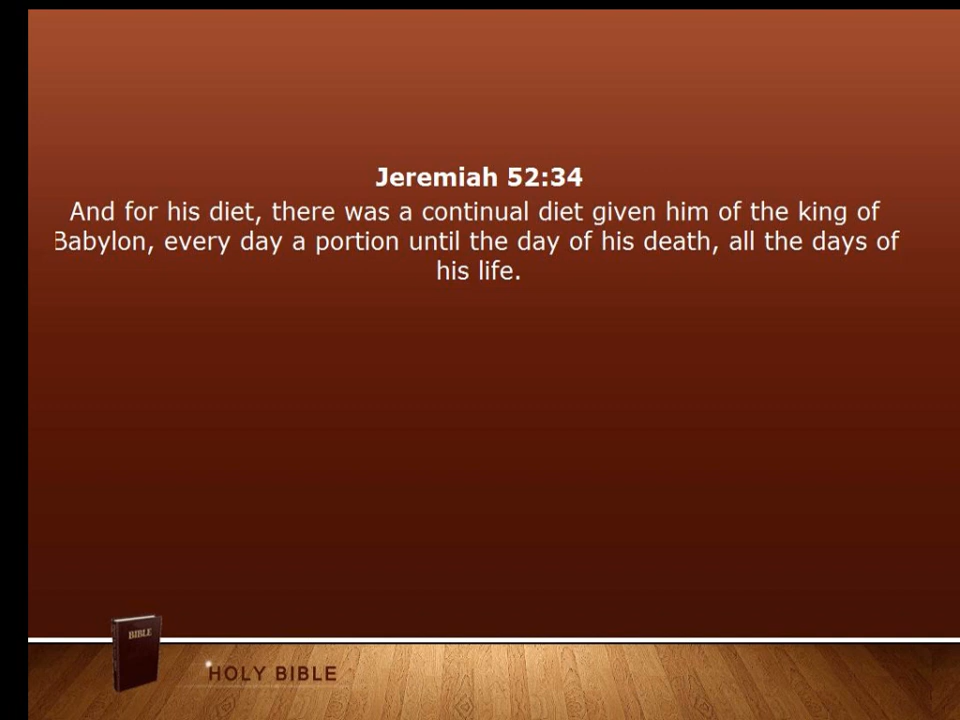 Jeremiah 52:34
And for his diet, there was a continual diet given him of the king of
Babylon, every day a portion until the day of his death, all the days of
his life.
BIBLE
HOLY BIBLE